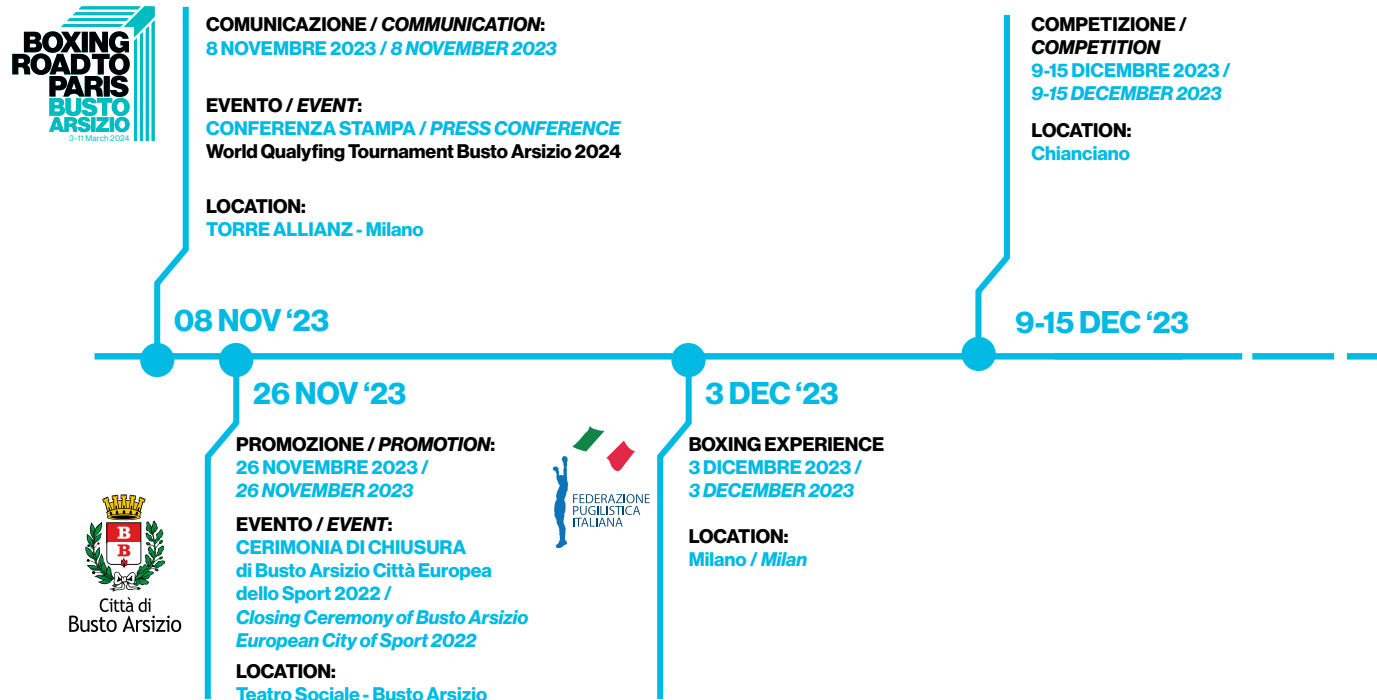 BOXING
ROAD TO
PARIS
BUSTO
ARSIZIO
3-11 March 2024
COMUNICAZIONE / COMMUNICATION:
8 NOVEMBRE 2023 / 8 NOVEMBER 2023
EVENTO / EVENT:
CONFERENZA STAMPA / PRESS CONFERENCE
World Qualyfing Tournament Busto Arsizio 2024
LOCATION:
TORRE ALLIANZ - Milano
COMPETIZIONE /
COMPETITION
9-15 DICEMBRE 2023 /
9-15 DECEMBER 2023
LOCATION:
Chianciano
08 NOV ‘23
9-15 DEC ‘23
26 NOV ‘23
3 DEC ‘23
PROMOZIONE / PROMOTION:
26 NOVEMBRE 2023 /
26 NOVEMBER 2023
EVENTO / EVENT:
CERIMONIA DI CHIUSURA
di Busto Arsizio Città Europea
dello Sport 2022 /
Closing Ceremony of Busto Arsizio
European City of Sport 2022
LOCATION:
Teatro Sociale - Busto Arsizio
B
B
Città di
Busto Arsizio
FEDERAZIONE
PUGILISTICA
ITALIANA
BOXING EXPERIENCE
3 DICEMBRE 2023 /
3 DECEMBER 2023
LOCATION:
Milano / Milan